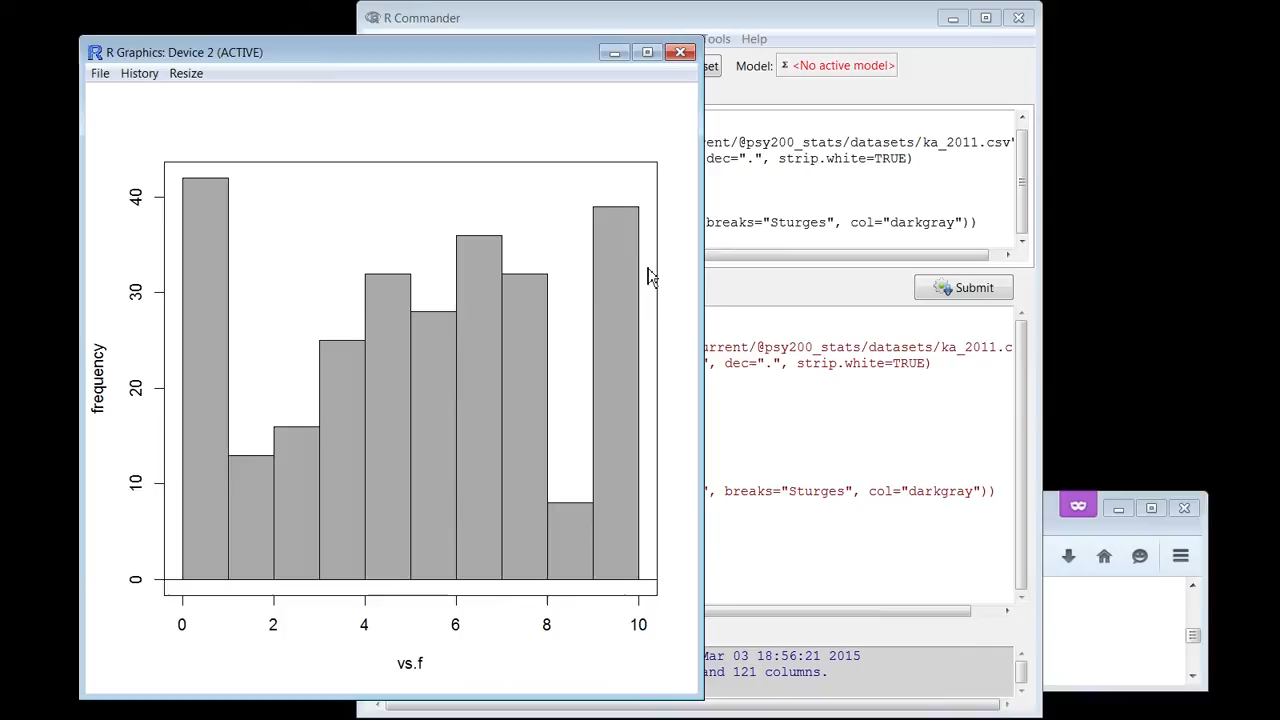 R Commander
R Graphics: Device 2 (ACTIVE)
File History Resize
Tools Help
set Model: Σ <No active model>
ent/@psy200_stats/datasets/ka_2011.csv"
dec=".", strip.white=TRUE)
breaks="Sturges", col="darkgray"))
Submit
urrent/@psy200_stats/datasets/ka_2011.c
", dec=".", strip.white=TRUE)
", breaks="Sturges", col="darkgray"))
Mar 03 18:56:21 2015
and 121 columns.
frequency
40
30
20
10
0
0 2 4 6 8 10
vs.f